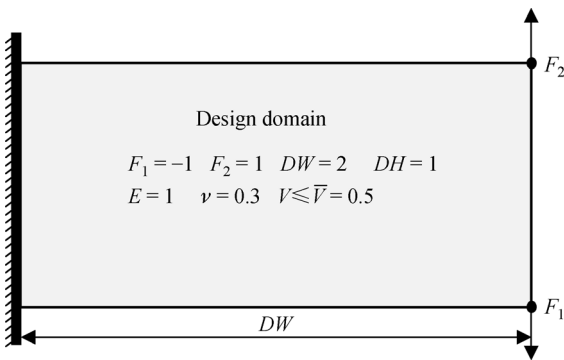 F₂
Design domain
F₁ = −1 F₂ = 1 DW = 2 DH = 1
E = 1 ν = 0.3 V⩽V̅ = 0.5
F₁
DW